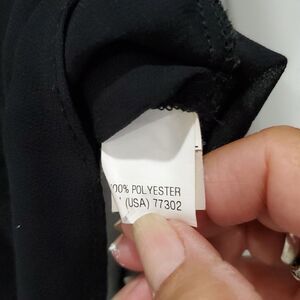 00% POLYESTER
(USA) 77302